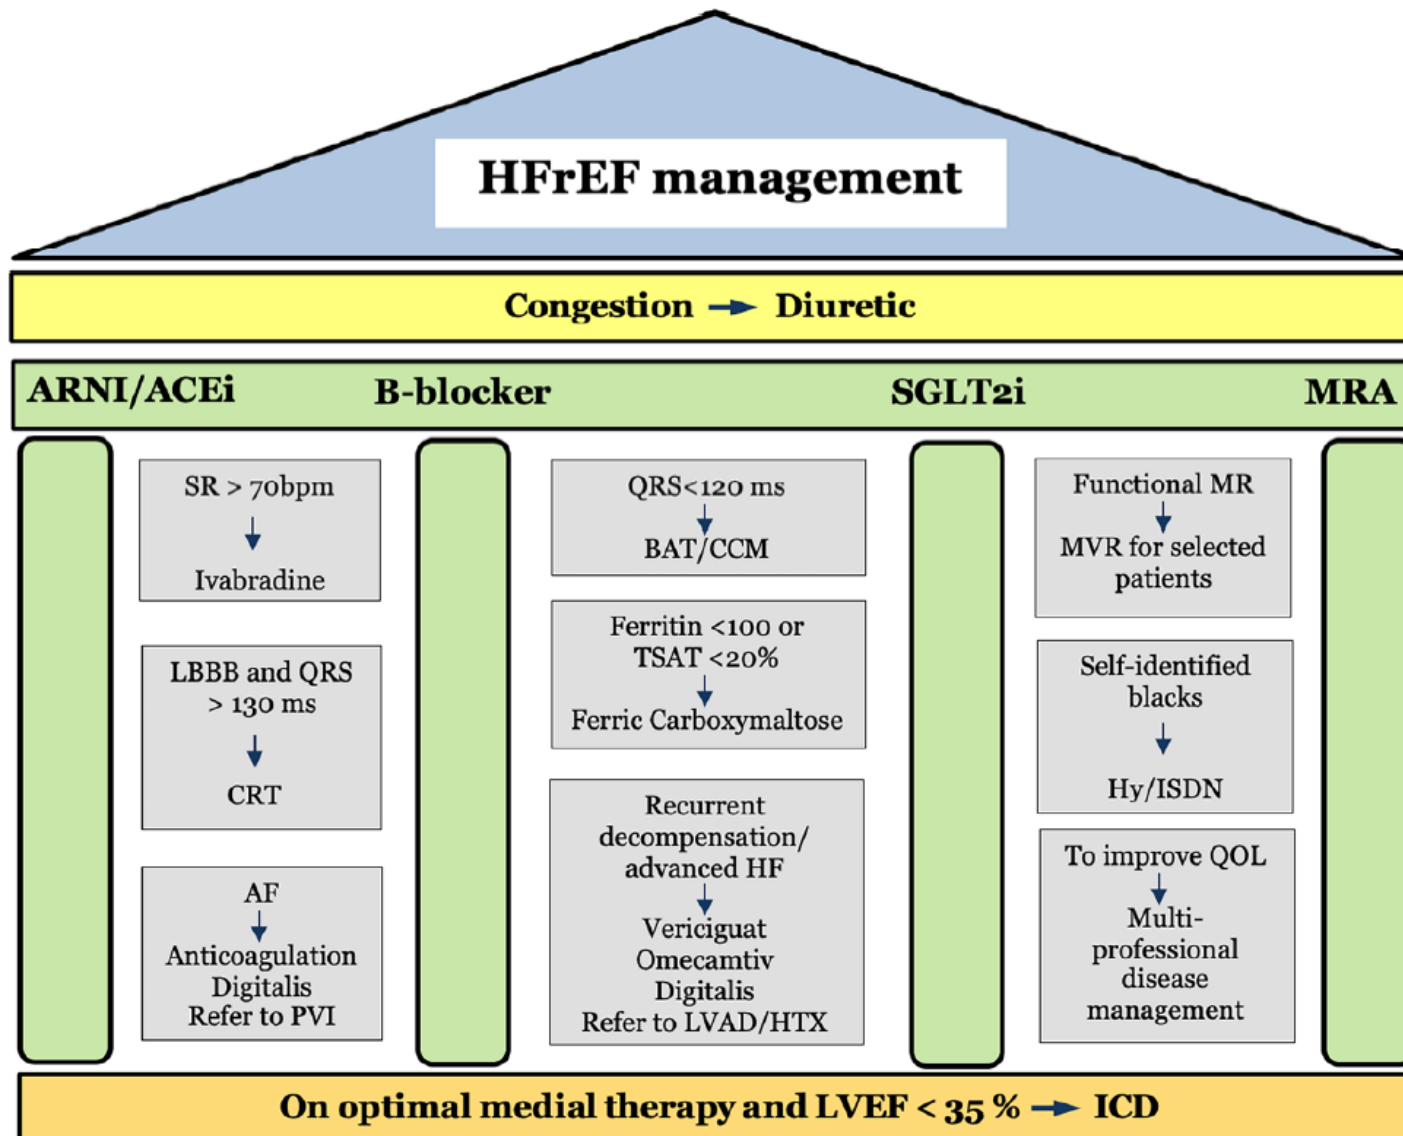 HFrEF management
Congestion → Diuretic
ARNI/ACEi B-blocker SGLT2i MRA
SR > 70bpm
↓
Ivabradine
LBBB and QRS
> 130 ms
↓
CRT
AF
↓
Anticoagulation
Digitalis
Refer to PVI
QRS<120 ms
↓
BAT/CCM
Ferritin <100 or
TSAT <20%
↓
Ferric Carboxymaltose
Recurrent
decompensation/
advanced HF
↓
Vericiguat
Omecamtiv
Digitalis
Refer to LVAD/HTX
Functional MR
↓
MVR for selected
patients
Self-identified
blacks
↓
Hy/ISDN
To improve QOL
↓
Multi-
professional
disease
management
On optimal medial therapy and LVEF < 35 % → ICD